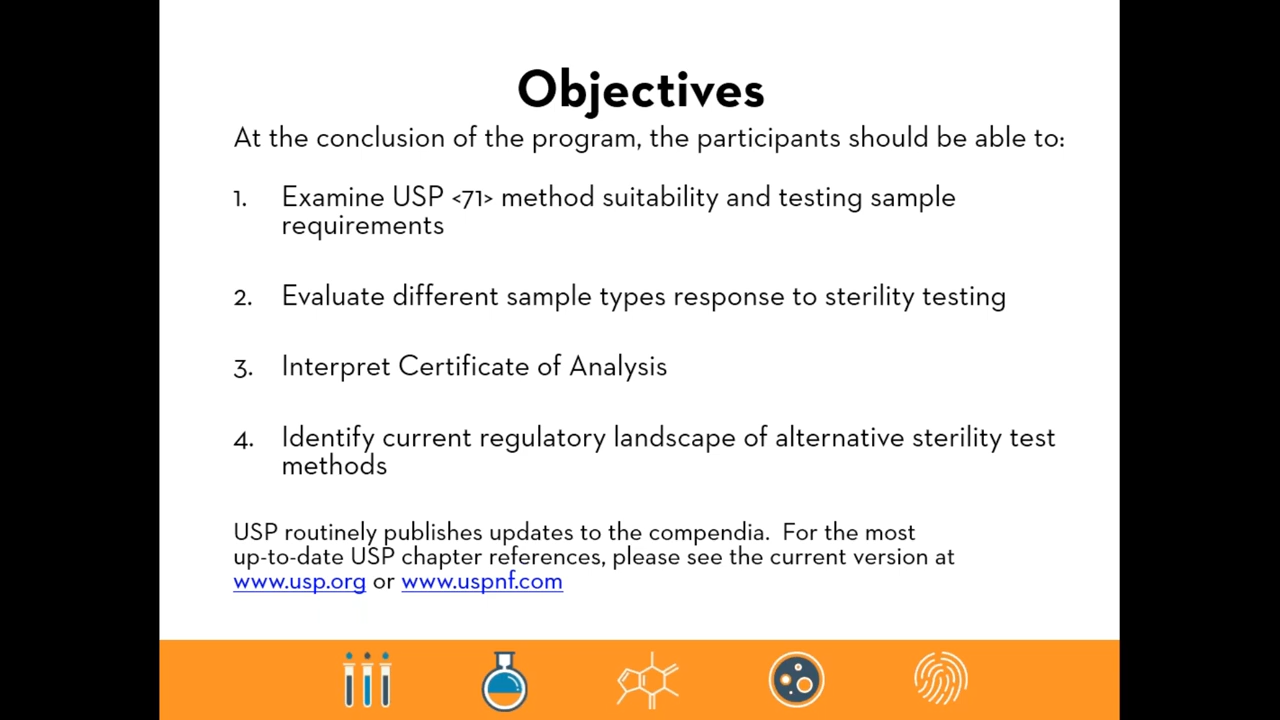 Objectives
At the conclusion of the program, the participants should be able to:
1. Examine USP <71> method suitability and testing sample
requirements
2. Evaluate different sample types response to sterility testing
3. Interpret Certificate of Analysis
4. Identify current regulatory landscape of alternative sterility test
methods
USP routinely publishes updates to the compendia.  For the most
up-to-date USP chapter references, please see the current version at
www.usp.org or www.uspnf.com